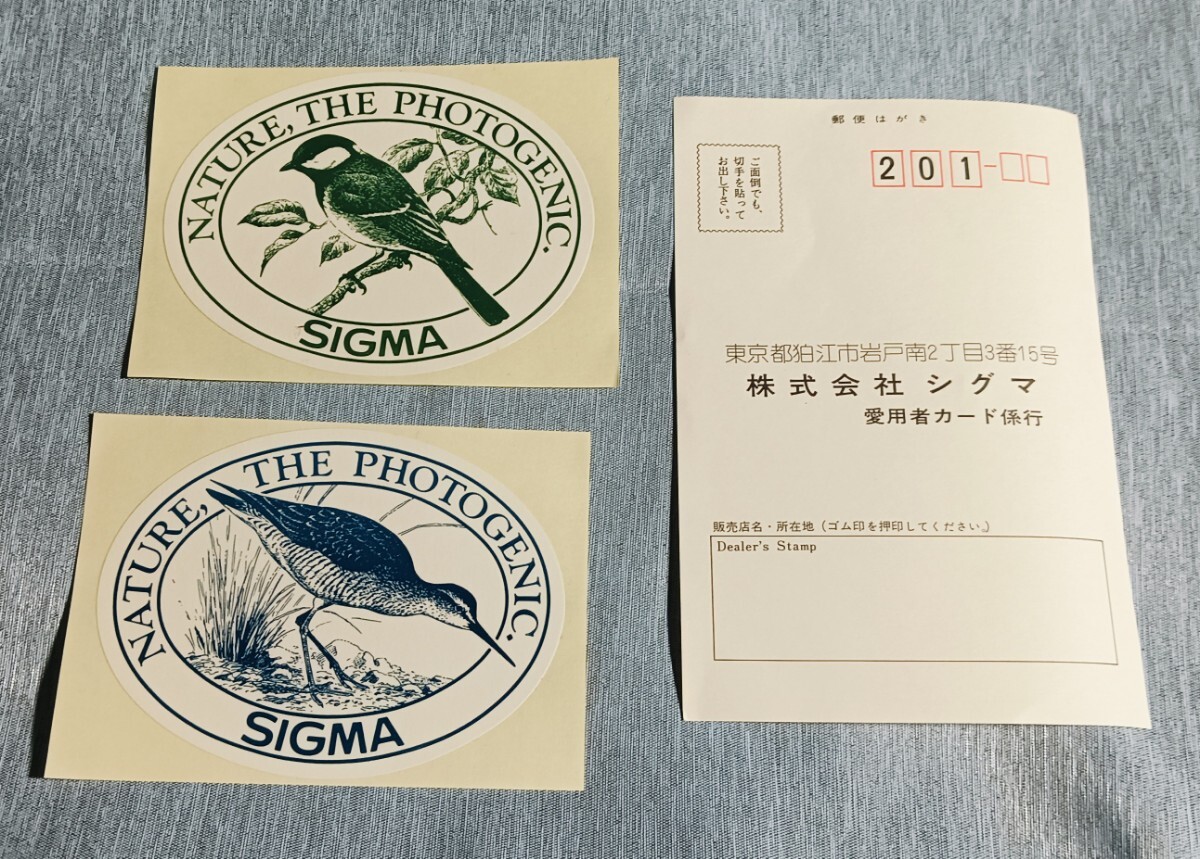 NATURE, THE PHOTOGENIC.
SIGMA
NATURE, THE PHOTOGENIC.
SIGMA
郵便はがき
ご面倒でも、
切手を貼って
お出し下さい。
201-
東京都狛江市岩戸南2丁目3番15号
株式会社 シグマ
愛用者カード係行
販売店名・所在地(ゴム印を押印してください。)
Dealer's Stamp